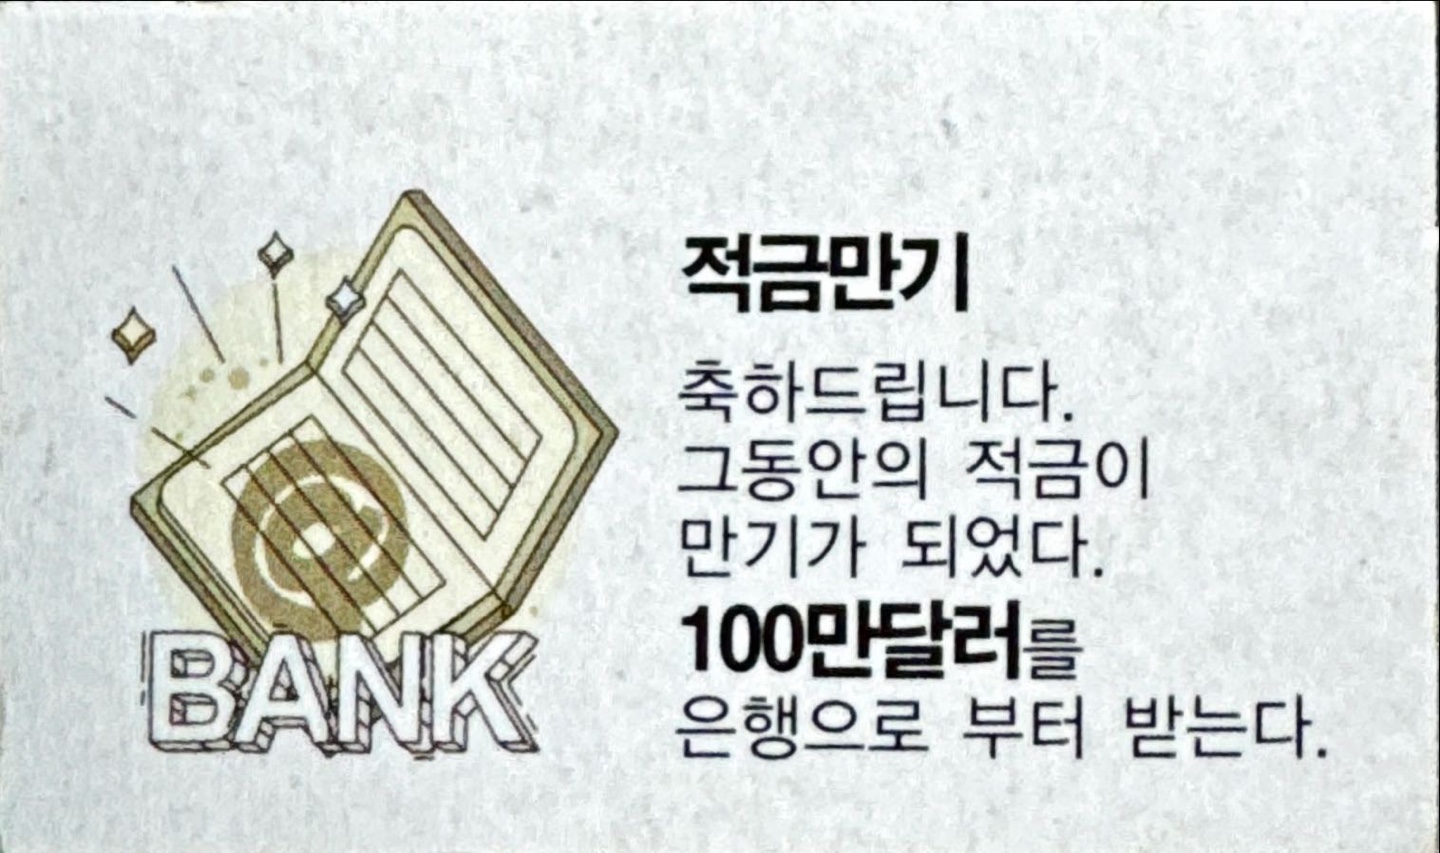 적금만기
축하드립니다.
그동안의 적금이
만기가 되었다.
100만달러를
은행으로 부터 받는다.
BANK